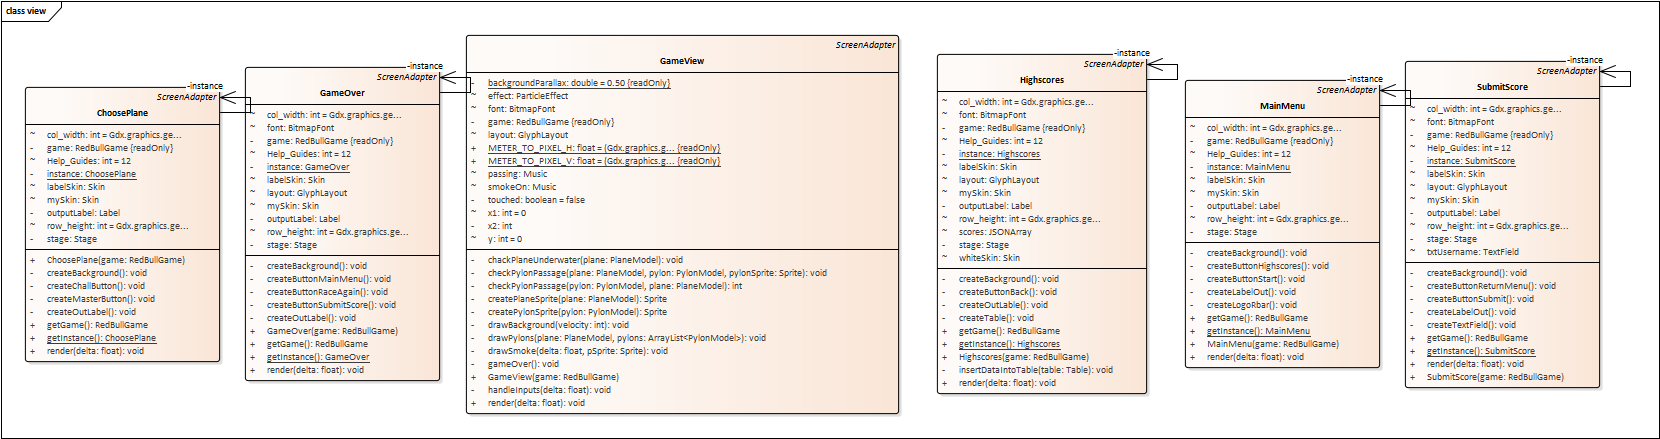 class view
-instance
ScreenAdapter
ChoosePlane
~ col_width: int = Gdx.graphics.ge...
- game: RedBullGame {readOnly}
~ Help_Guides: int = 12
- instance: ChoosePlane
~ labelSkin: Skin
~ mySkin: Skin
- outputLabel: Label
~ row_height: int = Gdx.graphics.ge...
- stage: Stage
+ ChoosePlane(game: RedBullGame)
- createBackground(): void
- createChallButton(): void
- createMasterButton(): void
- createOutLabel(): void
+ getGame(): RedBullGame
+ getInstance(): ChoosePlane
+ render(delta: float): void
-instance
ScreenAdapter
GameOver
~ col_width: int = Gdx.graphics.ge...
~ font: BitmapFont
- game: RedBullGame {readOnly}
~ Help_Guides: int = 12
- instance: GameOver
~ labelSkin: Skin
~ layout: GlyphLayout
~ mySkin: Skin
- outputLabel: Label
~ row_height: int = Gdx.graphics.ge...
- stage: Stage
- createBackground(): void
- createButtonMainMenu(): void
- createButtonRaceAgain(): void
- createButtonSubmitScore(): void
- createOutLabel(): void
+ GameOver(game: RedBullGame)
+ getGame(): RedBullGame
+ getInstance(): GameOver
+ render(delta: float): void
ScreenAdapter
GameView
- backgroundParallax: double = 0.50 {readOnly}
~ effect: ParticleEffect
~ font: BitmapFont
- game: RedBullGame {readOnly}
~ layout: GlyphLayout
+ METER_TO_PIXEL_H: float = (Gdx.graphics.g... {readOnly}
+ METER_TO_PIXEL_V: float = (Gdx.graphics.g... {readOnly}
~ passing: Music
~ smokeOn: Music
- touched: boolean = false
~ x1: int = 0
- x2: int
~ y: int = 0
- chackPlaneUnderwater(plane: PlaneModel): void
- checkPylonPassage(plane: PlaneModel, pylon: PylonModel, pylonSprite: Sprite): void
- checkPylonPassage(pylon: PylonModel, plane: PlaneModel): int
- createPlaneSprite(plane: PlaneModel): Sprite
- createPylonSprite(pylon: PylonModel): Sprite
- drawBackground(velocity: int): void
- drawPylons(plane: PlaneModel, pylons: ArrayList<PylonModel>): void
- drawSmoke(delta: float, pSprite: Sprite): void
- gameOver(): void
+ GameView(game: RedBullGame)
- handleInputs(delta: float): void
+ render(delta: float): void
-instance
ScreenAdapter
Highscores
~ col_width: int = Gdx.graphics.ge...
~ font: BitmapFont
- game: RedBullGame {readOnly}
~ Help_Guides: int = 12
- instance: Highscores
~ labelSkin: Skin
~ layout: GlyphLayout
~ mySkin: Skin
- outputLabel: Label
~ row_height: int = Gdx.graphics.ge...
~ scores: JSONArray
- stage: Stage
~ whiteSkin: Skin
- createBackground(): void
- createButtonBack(): void
- createOutLable(): void
- createTable(): void
+ getGame(): RedBullGame
+ getInstance(): Highscores
+ Highscores(game: RedBullGame)
- insertDataIntoTable(table: Table): void
+ render(delta: float): void
-instance
ScreenAdapter
MainMenu
~ col_width: int = Gdx.graphics.ge...
- game: RedBullGame {readOnly}
~ Help_Guides: int = 12
- instance: MainMenu
~ labelSkin: Skin
~ mySkin: Skin
- outputLabel: Label
~ row_height: int = Gdx.graphics.ge...
- stage: Stage
- createBackground(): void
- createButtonHighscores(): void
- createButtonStart(): void
- createLabelOut(): void
- createLogoRbar(): void
+ getGame(): RedBullGame
+ getInstance(): MainMenu
+ MainMenu(game: RedBullGame)
+ render(delta: float): void
-instance
ScreenAdapter
SubmitScore
~ col_width: int = Gdx.graphics.ge...
~ font: BitmapFont
- game: RedBullGame {readOnly}
~ Help_Guides: int = 12
- instance: SubmitScore
~ labelSkin: Skin
~ layout: GlyphLayout
~ mySkin: Skin
- outputLabel: Label
~ row_height: int = Gdx.graphics.ge...
- stage: Stage
~ txtUsername: TextField
- createBackground(): void
- createButtonReturnMenu(): void
- createButtonSubmit(): void
- createLabelOut(): void
- createTextField(): void
+ getGame(): RedBullGame
+ getInstance(): SubmitScore
+ render(delta: float): void
+ SubmitScore(game: RedBullGame)